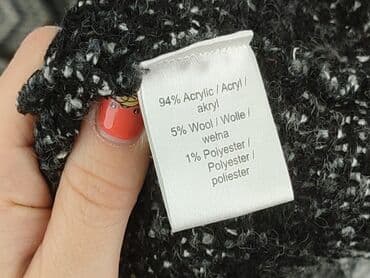 94% Acrylic / Acryl /
akryl
5% Wool / Wolle /
wełna
1% Polyester /
Polyester /
poliester